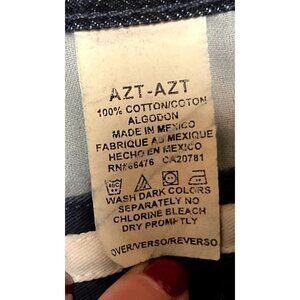 AZT-AZT
100% COTTON/COTON
ALGODON
MADE IN MEXICO
FABRIQUE AU MEXIQUE
HECHO EN MEXICO
RN#66476 CA20781
WASH DARK COLORS
SEPARATELY NO
CHLORINE BLEACH
DRY PROMPTLY
OVER/VERSO/REVERSO